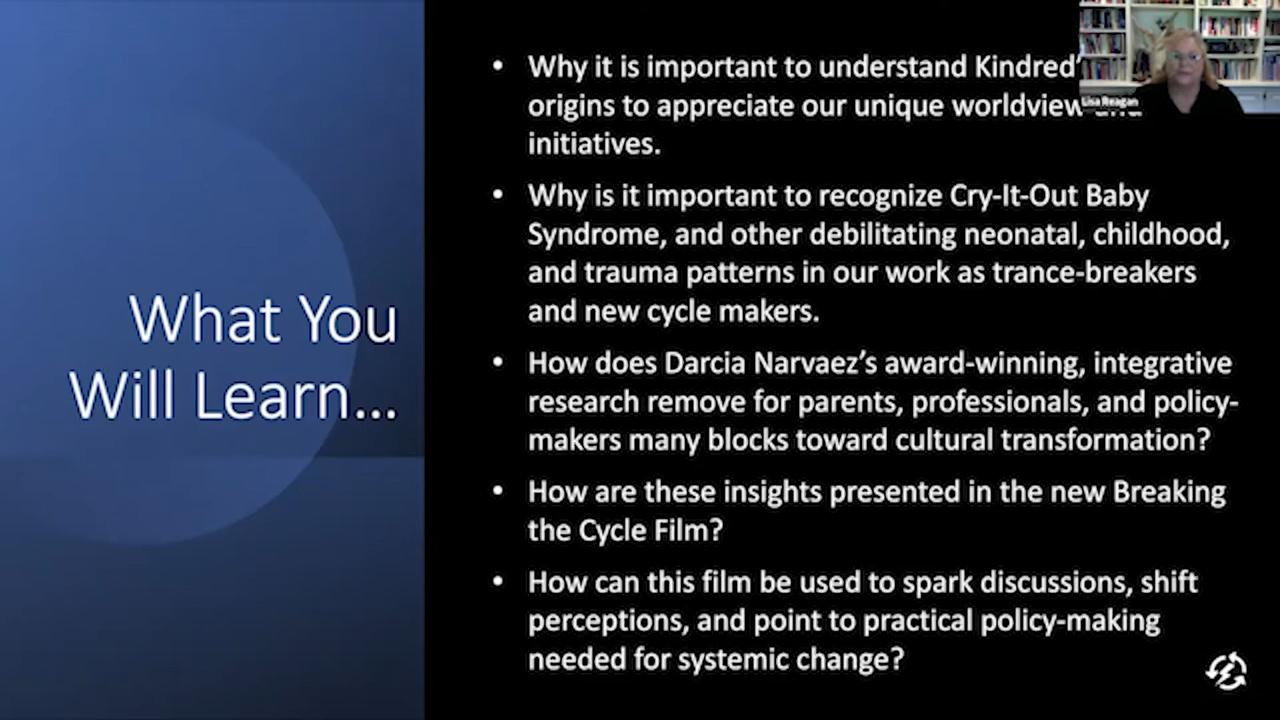 What You
Will Learn...
• Why it is important to understand Kindred'
origins to appreciate our unique worldview and
initiatives.
• Why is it important to recognize Cry-It-Out Baby
Syndrome, and other debilitating neonatal, childhood,
and trauma patterns in our work as trance-breakers
and new cycle makers.
• How does Darcia Narvaez’s award-winning, integrative
research remove for parents, professionals, and policy-
makers many blocks toward cultural transformation?
• How are these insights presented in the new Breaking
the Cycle Film?
• How can this film be used to spark discussions, shift
perceptions, and point to practical policy-making
needed for systemic change?
Lisa Reagan